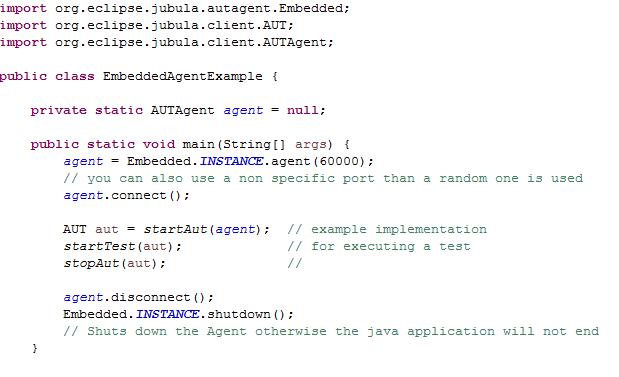 import org.eclipse.jubula.autagent.Embedded;
import org.eclipse.jubula.client.AUT;
import org.eclipse.jubula.client.AUTAgent;
public class EmbeddedAgentExample {
private static AUTAgent agent = null;
public static void main(String[] args) {
agent = Embedded.INSTANCE.agent(60000);
// you can also use a non specific port than a random one is used
agent.connect();
AUT aut = startAut(agent);  // example implementation
startTest(aut);             // for executing a test
stopAut(aut);               //
agent.disconnect();
Embedded.INSTANCE.shutdown();
// Shuts down the Agent otherwise the java application will not end
}